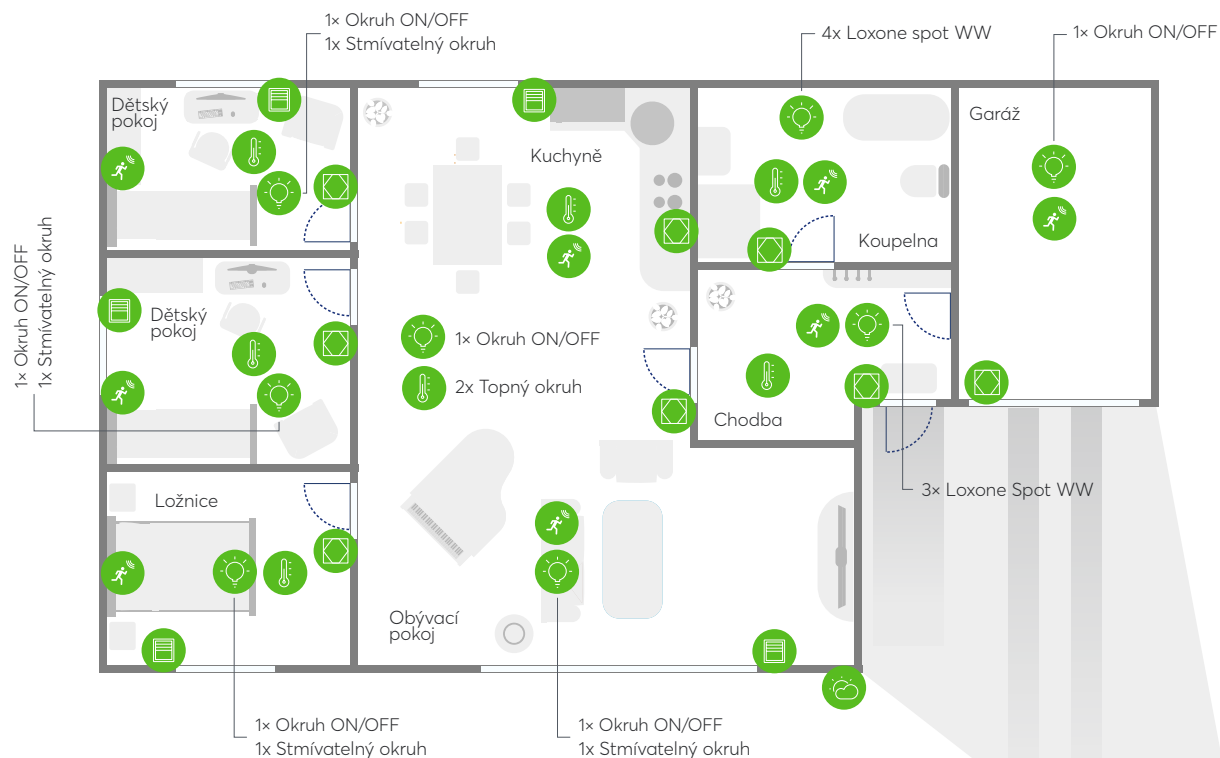 1× Okruh ON/OFF
1x Stmívatelný okruh
4x Loxone spot WW
1× Okruh ON/OFF
Dětský
pokoj
Garáž
Kuchyně
Koupelna
1× Okruh ON/OFF
1x Stmívatelný okruh
Dětský
pokoj
1x Okruh ON/OFF
2x Topný okruh
Chodba
Ložnice
3× Loxone Spot WW
Obývací
pokoj
1× Okruh ON/OFF
1x Stmívatelný okruh
1× Okruh ON/OFF
1x Stmívatelný okruh